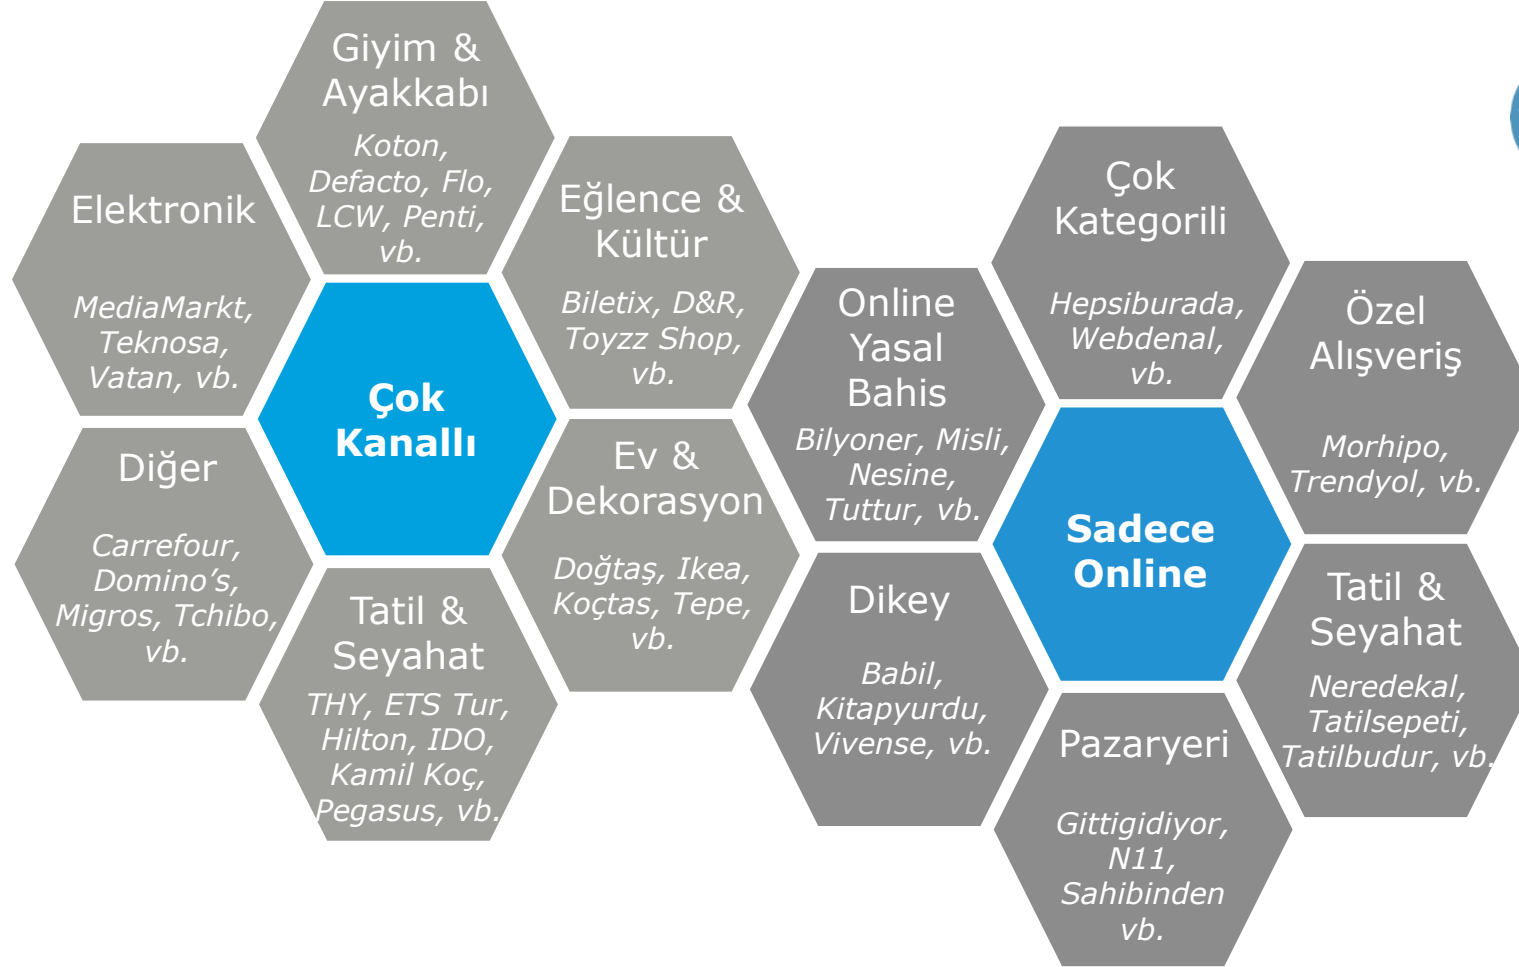 Giyim &
Ayakkabı
Koton,
Defacto, Flo,
LCW, Penti,
vb.
Elektronik
MediaMarkt,
Teknosa,
Vatan, vb.
Eğlence &
Kültür
Biletix, D&R,
Toyzz Shop,
vb.
Çok
Kanallı
Diğer
Carrefour,
Domino’s,
Migros, Tchibo,
vb.
Ev &
Dekorasyon
Doğtaş, Ikea,
Koçtas, Tepe,
vb.
Tatil &
Seyahat
THY, ETS Tur,
Hilton, IDO,
Kamil Koç,
Pegasus, vb.
Çok
Kategorili
Hepsiburada,
Webdenal,
vb.
Online
Yasal
Bahis
Bilyoner, Misli,
Nesine,
Tuttur, vb.
Özel
Alışveriş
Morhipo,
Trendyol, vb.
Sadece
Online
Dikey
Babil,
Kitapyurdu,
Vivense, vb.
Tatil &
Seyahat
Neredekal,
Tatilsepeti,
Tatilbudur, vb.
Pazaryeri
Gittigidiyor,
N11,
Sahibinden
vb.